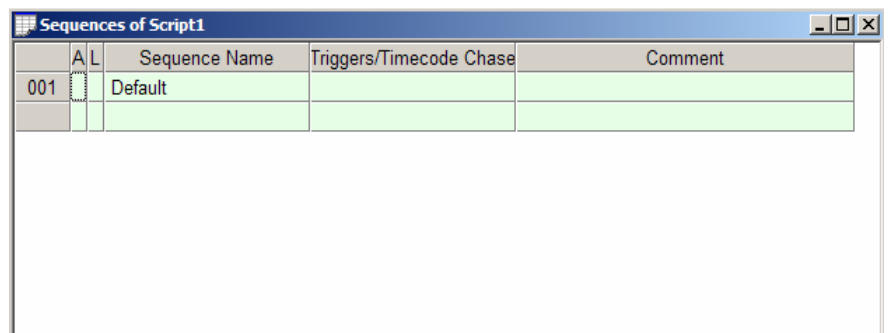 Sequences of Script1
A L Sequence Name Triggers/Timecode Chase Comment
001 Default